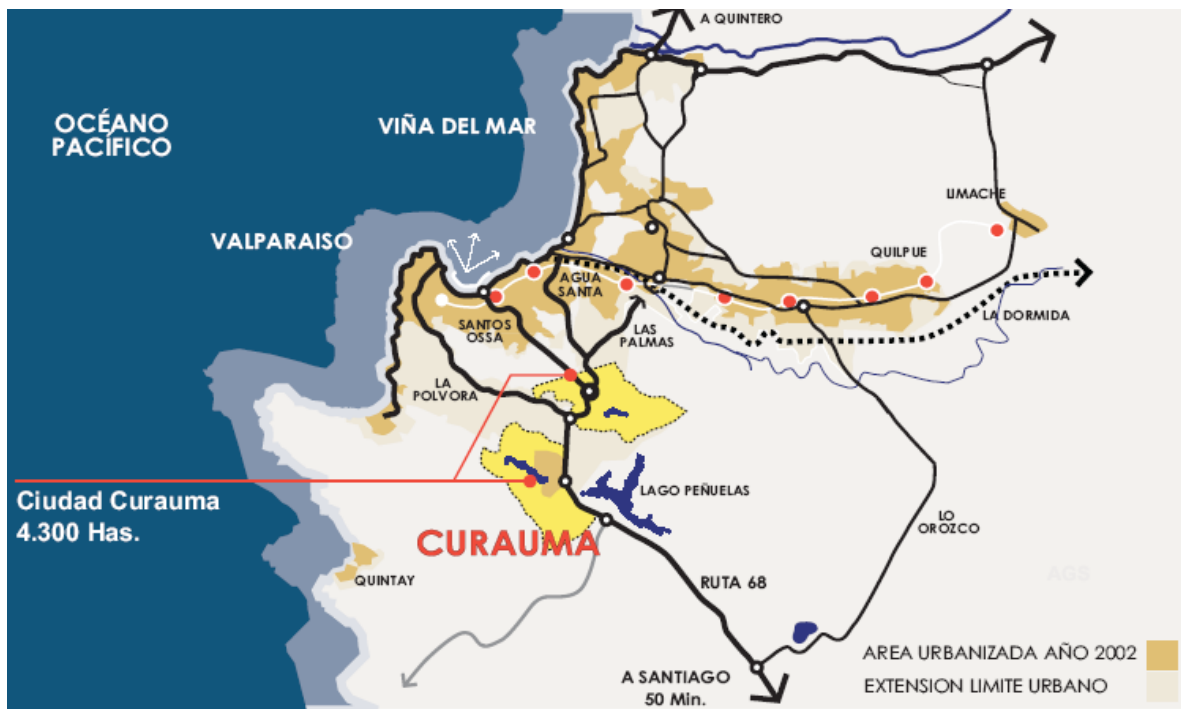 A QUINTERO
OCÉANO
PACÍFICO
VIÑA DEL MAR
LIMACHE
VALPARAISO
QUILPUE
AGUA
SANTA
LA DORMIDA
SANTOS
OSSA
LAS
PALMAS
LA
POLVORA
Ciudad Curauma
4.300 Has.
LAGO PEÑUELAS
CURAUMA
LO
OROZCO
QUINTAY
RUTA 68
AGS
A SANTIAGO
50 Min.
AREA URBANIZADA AÑO 2002
EXTENSION LIMITE URBANO